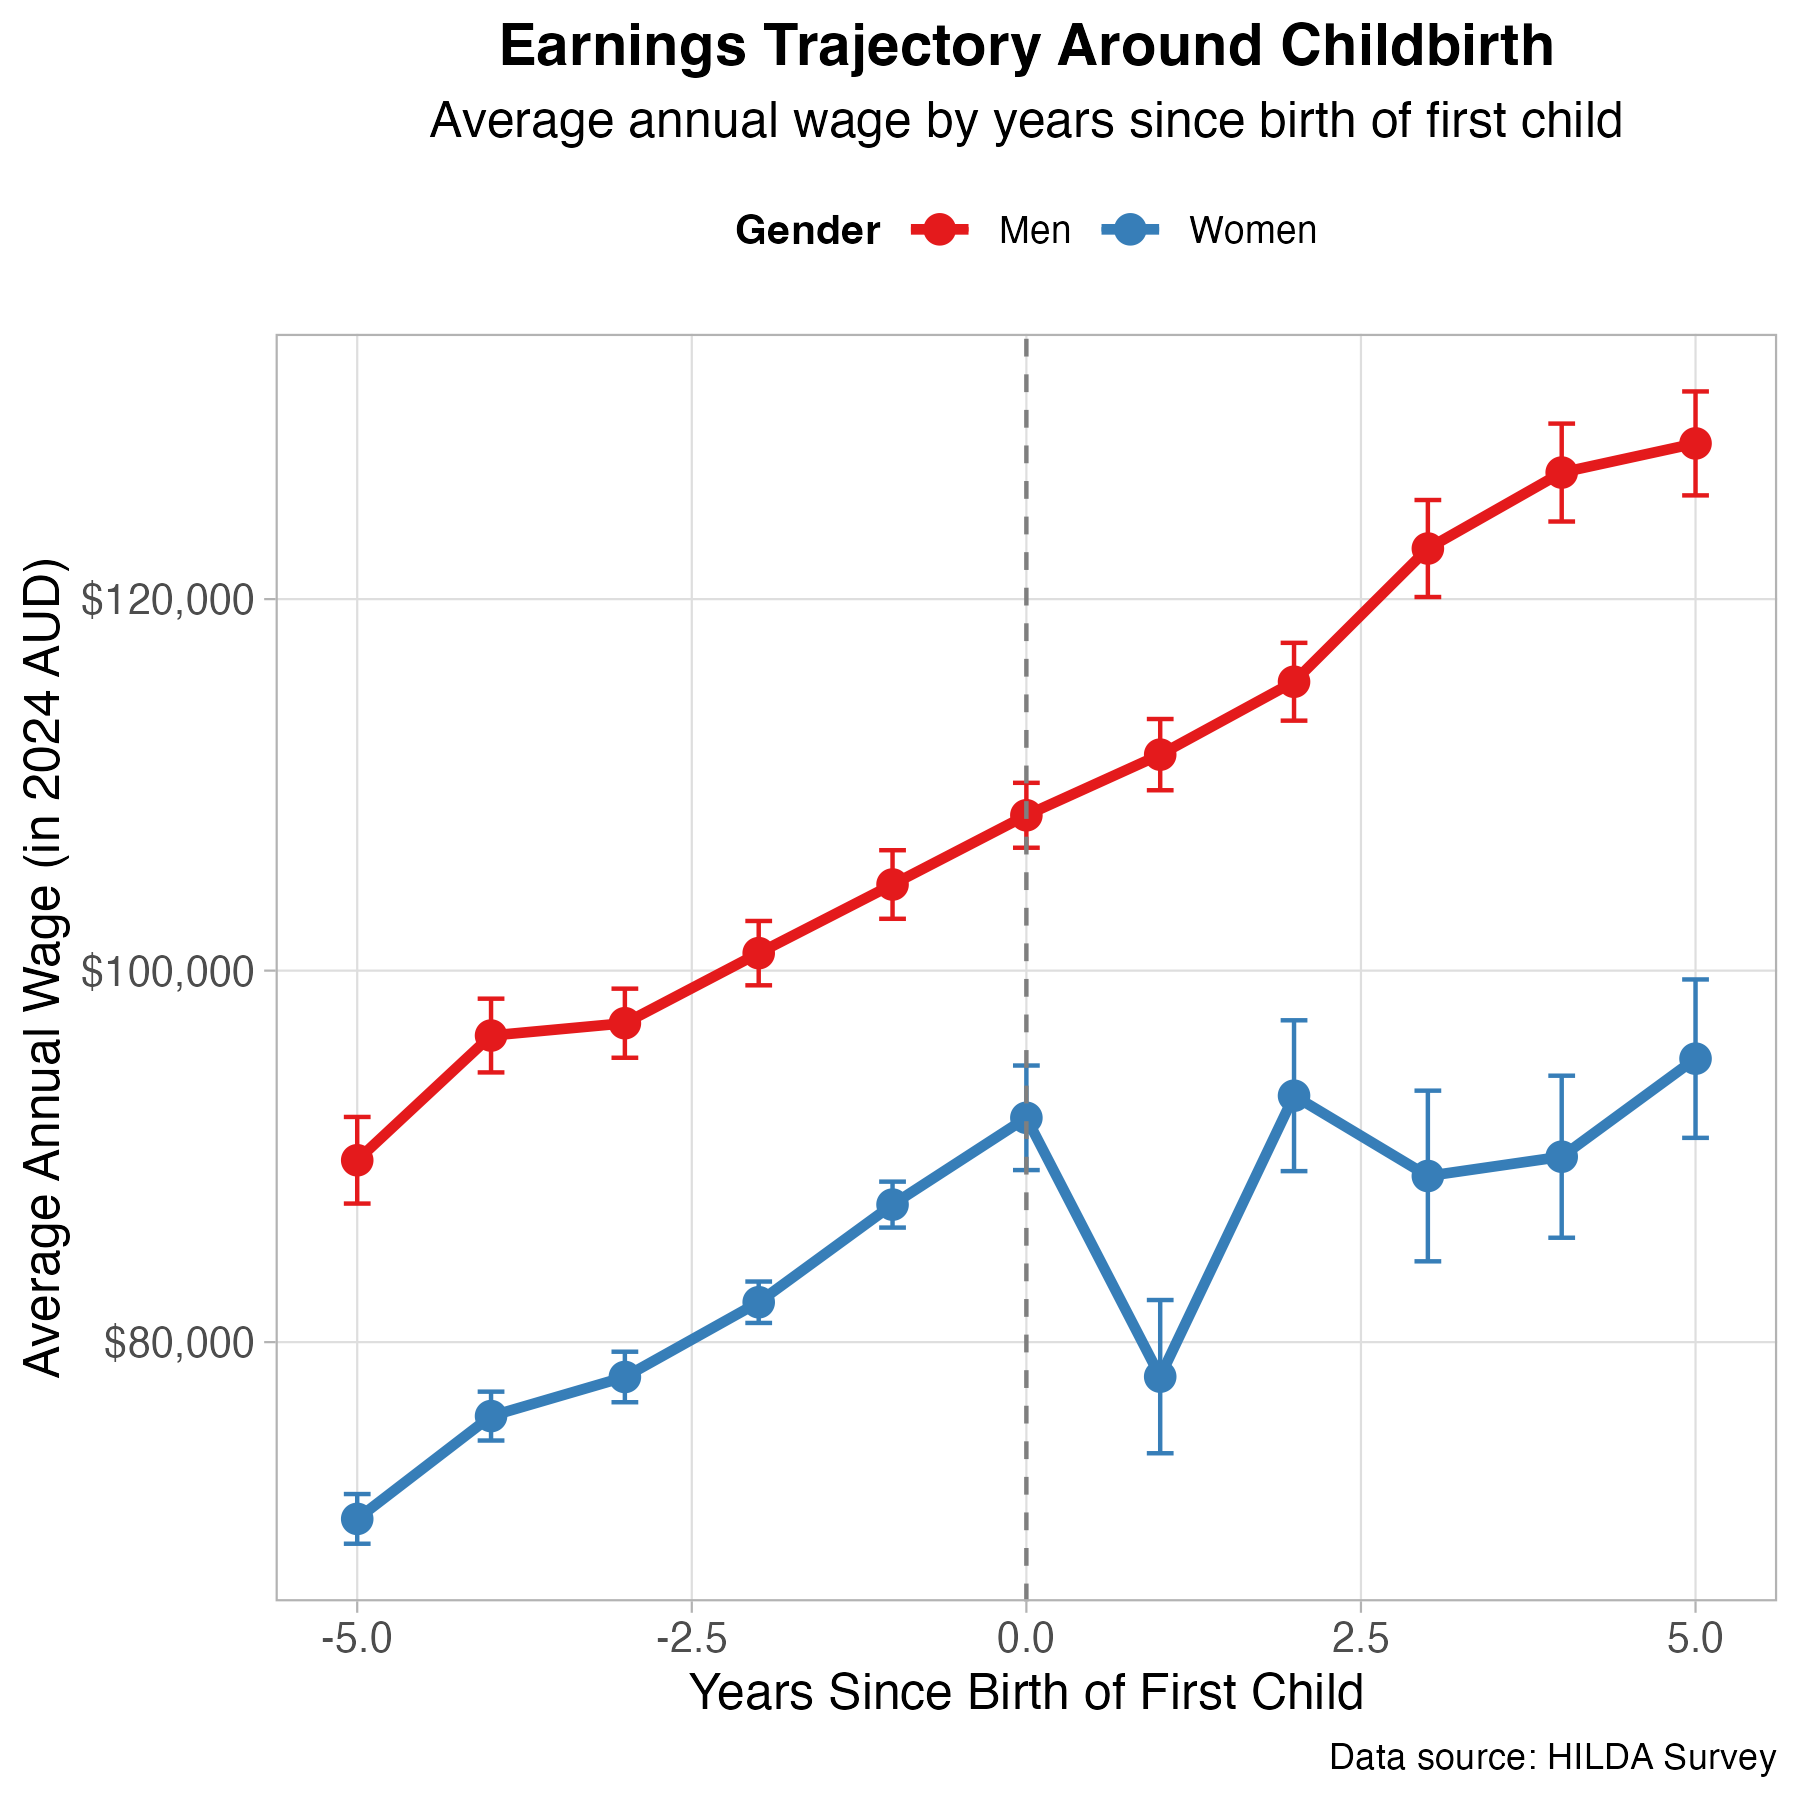 Earnings Trajectory Around Childbirth
Average annual wage by years since birth of first child
Gender Men Women
Average Annual Wage (in 2024 AUD)
$120,000
$100,000
$80,000
-5.0 -2.5 0.0 2.5 5.0
Years Since Birth of First Child
Data source: HILDA Survey